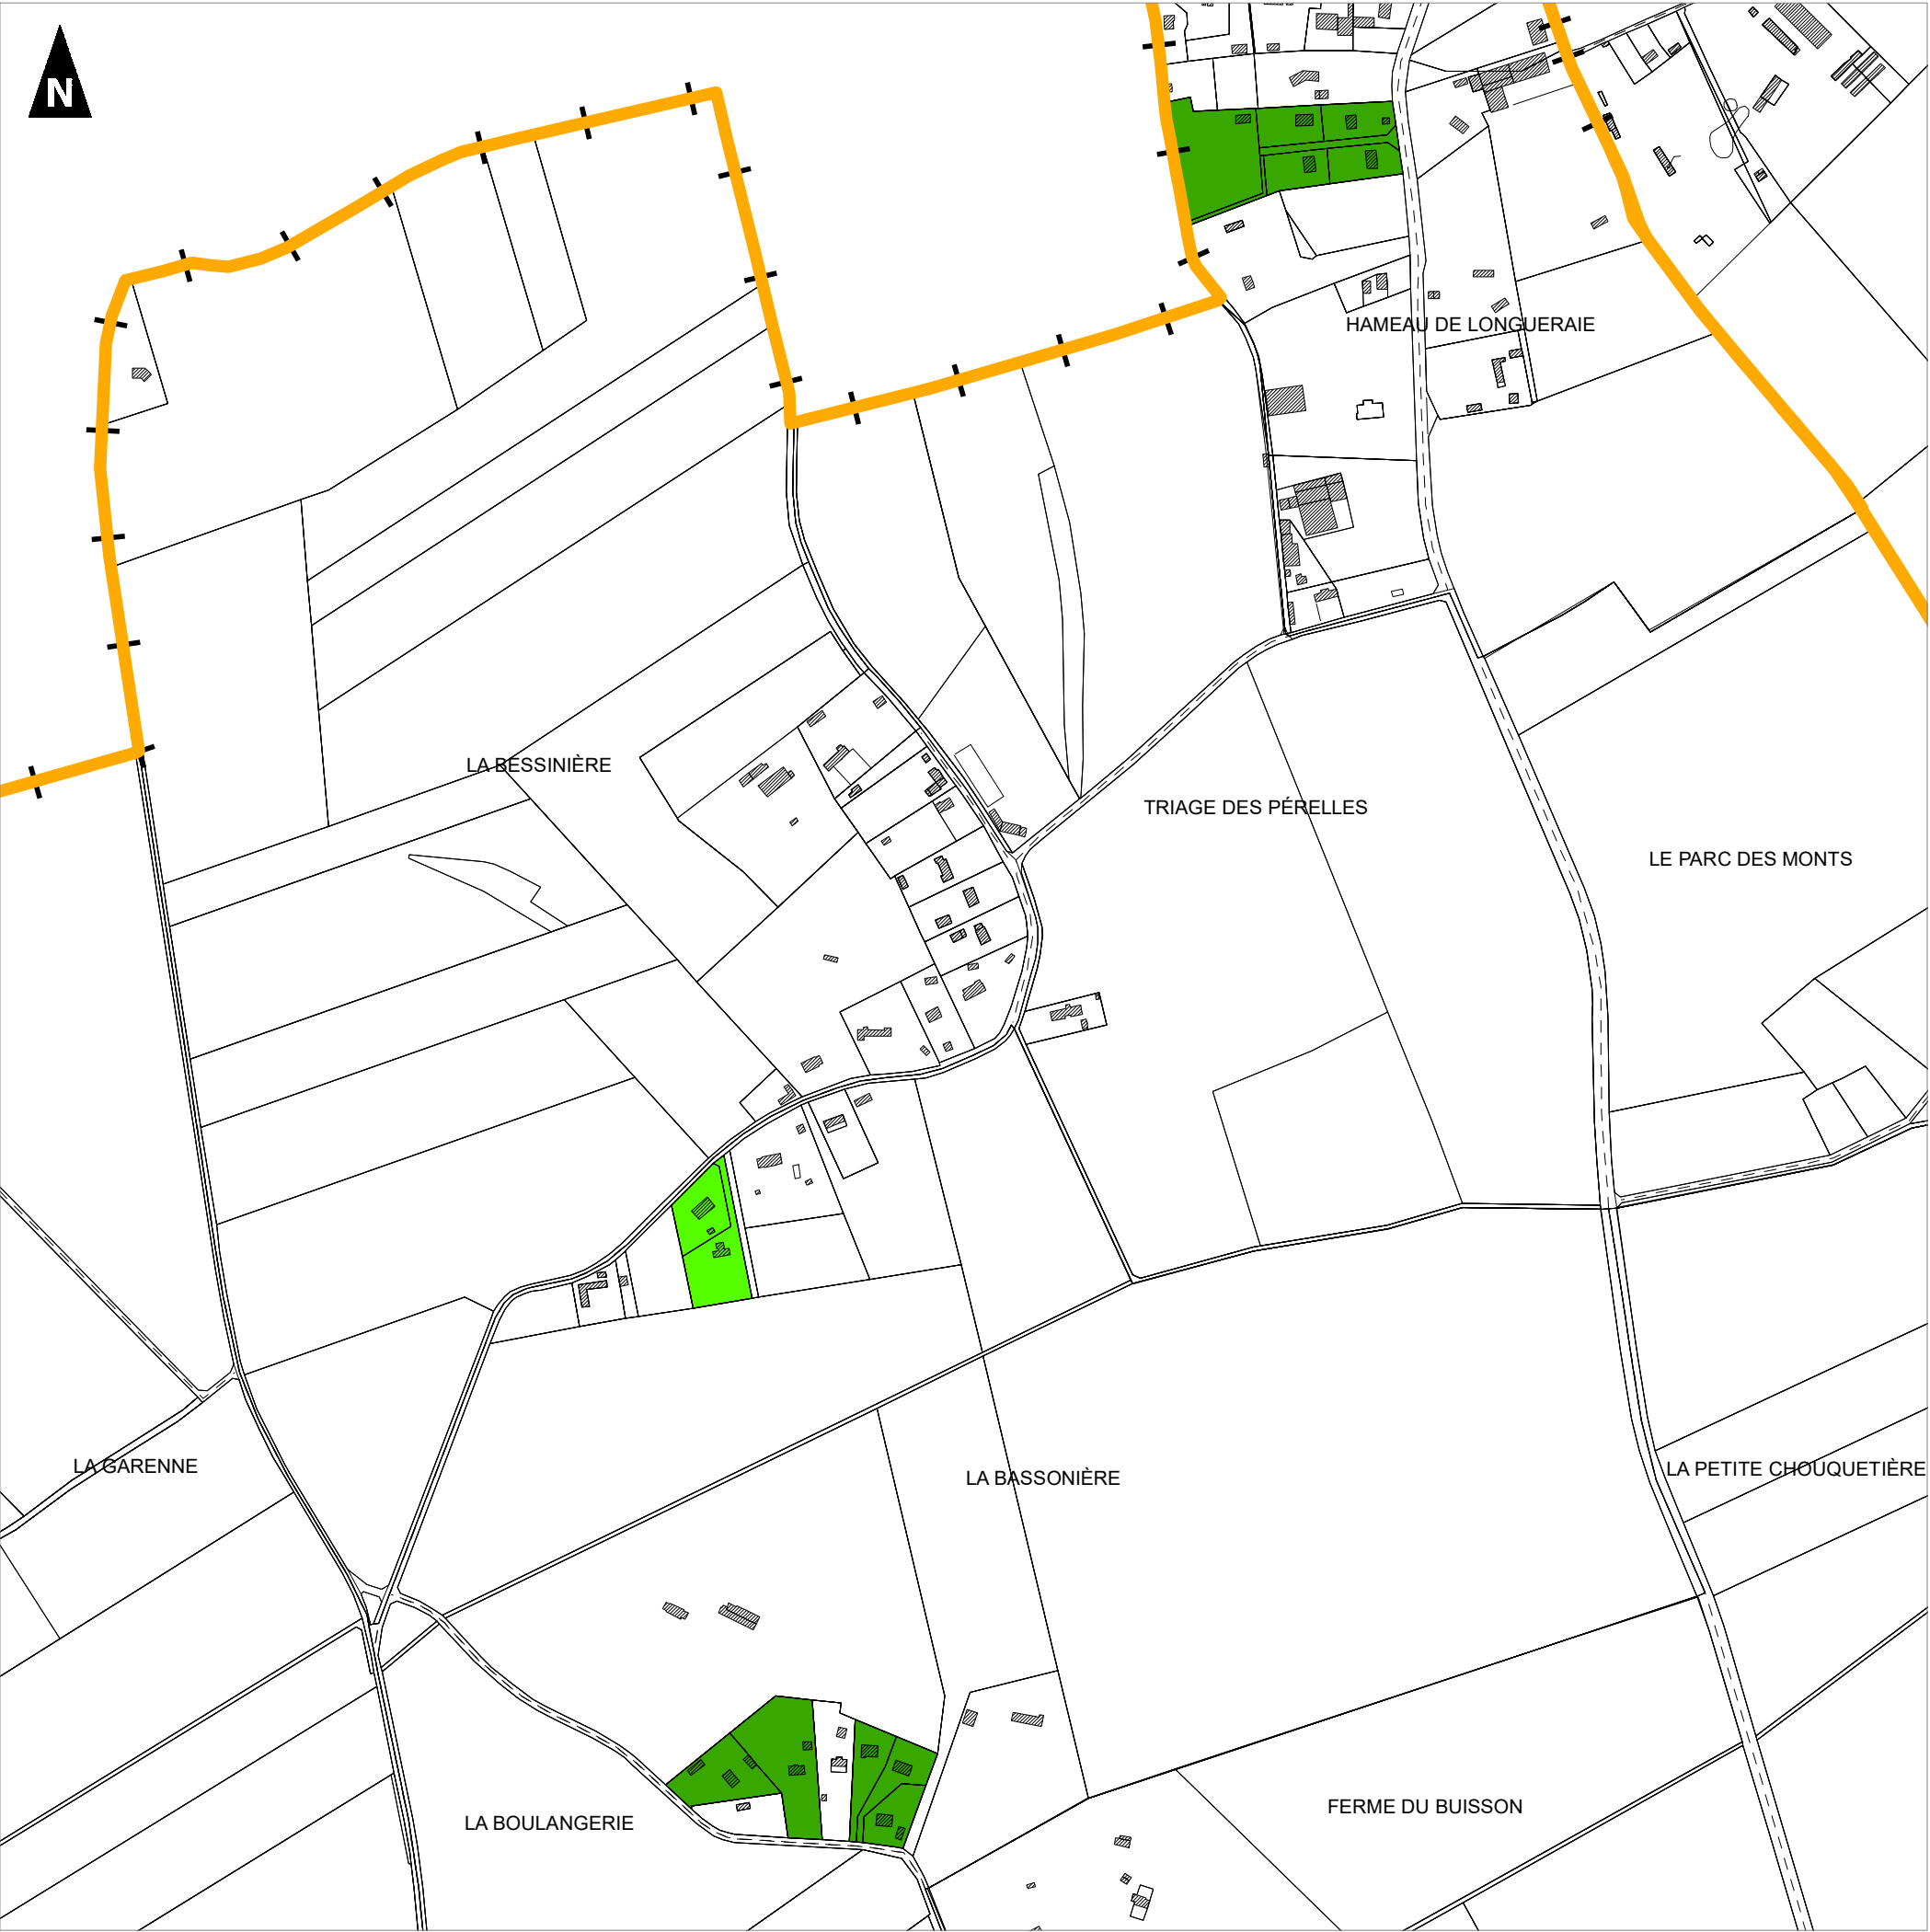 N
HAMEAU DE LONGUERAIE
LA BESSINIÈRE
TRIAGE DES PÉRELLES
LE PARC DES MONTS
LA GARENNE
LA BASSONIÈRE
LA PETITE CHOUQUETIÈRE
LA BOULANGERIE
FERME DU BUISSON